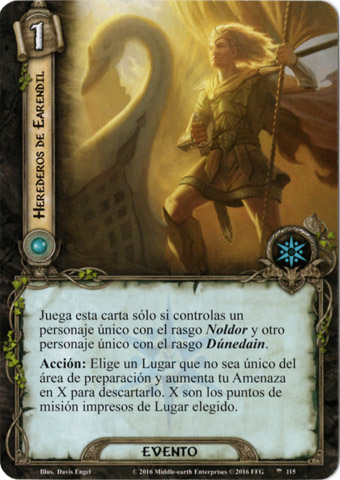 1
HEREDEROS DE EARENDIL
Juega esta carta sólo si controlas un
personaje único con el rasgo Noldor y otro
personaje único con el rasgo Dúnedain.
Acción: Elige un Lugar que no sea único del
área de preparación y aumenta tu Amenaza
en X para descartarlo. X son los puntos de
misión impresos de Lugar elegido.
EVENTO
Illus. Davis Engel
© 2016 Middle-earth Enterprises © 2016 FFG
115